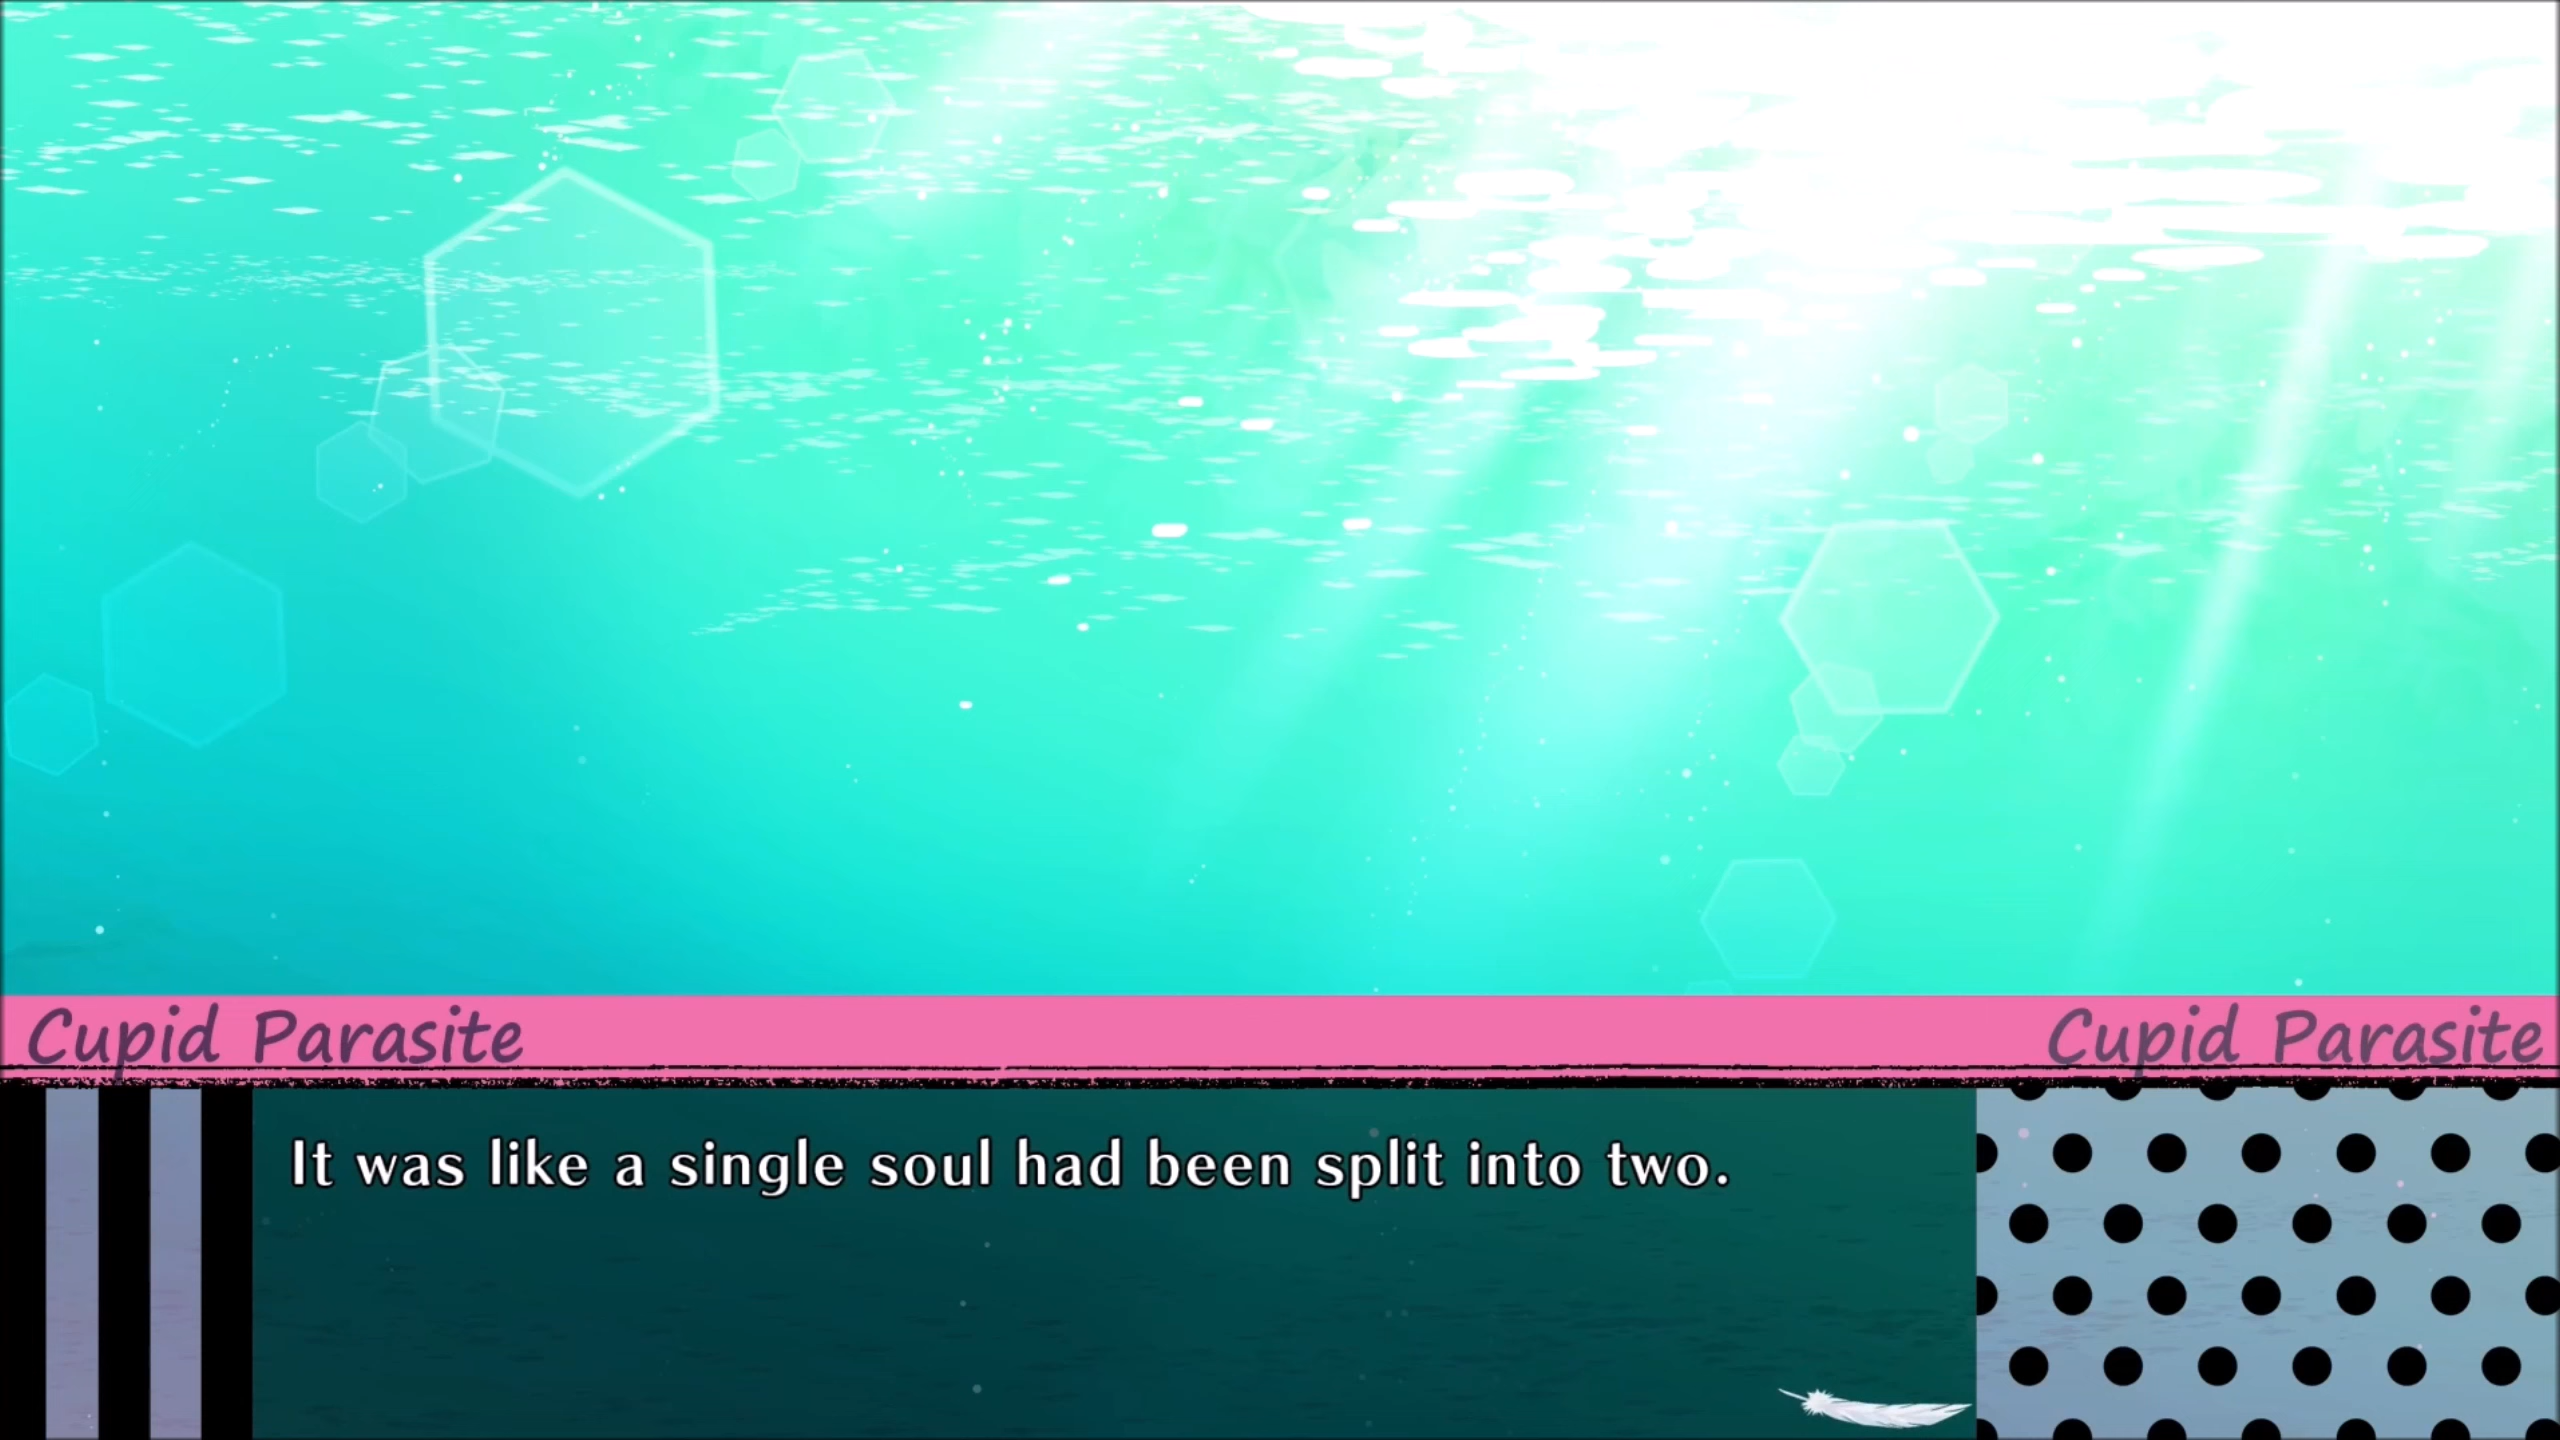 Cupid Parasite Cupid Parasite
It was like a single soul had been split into two.